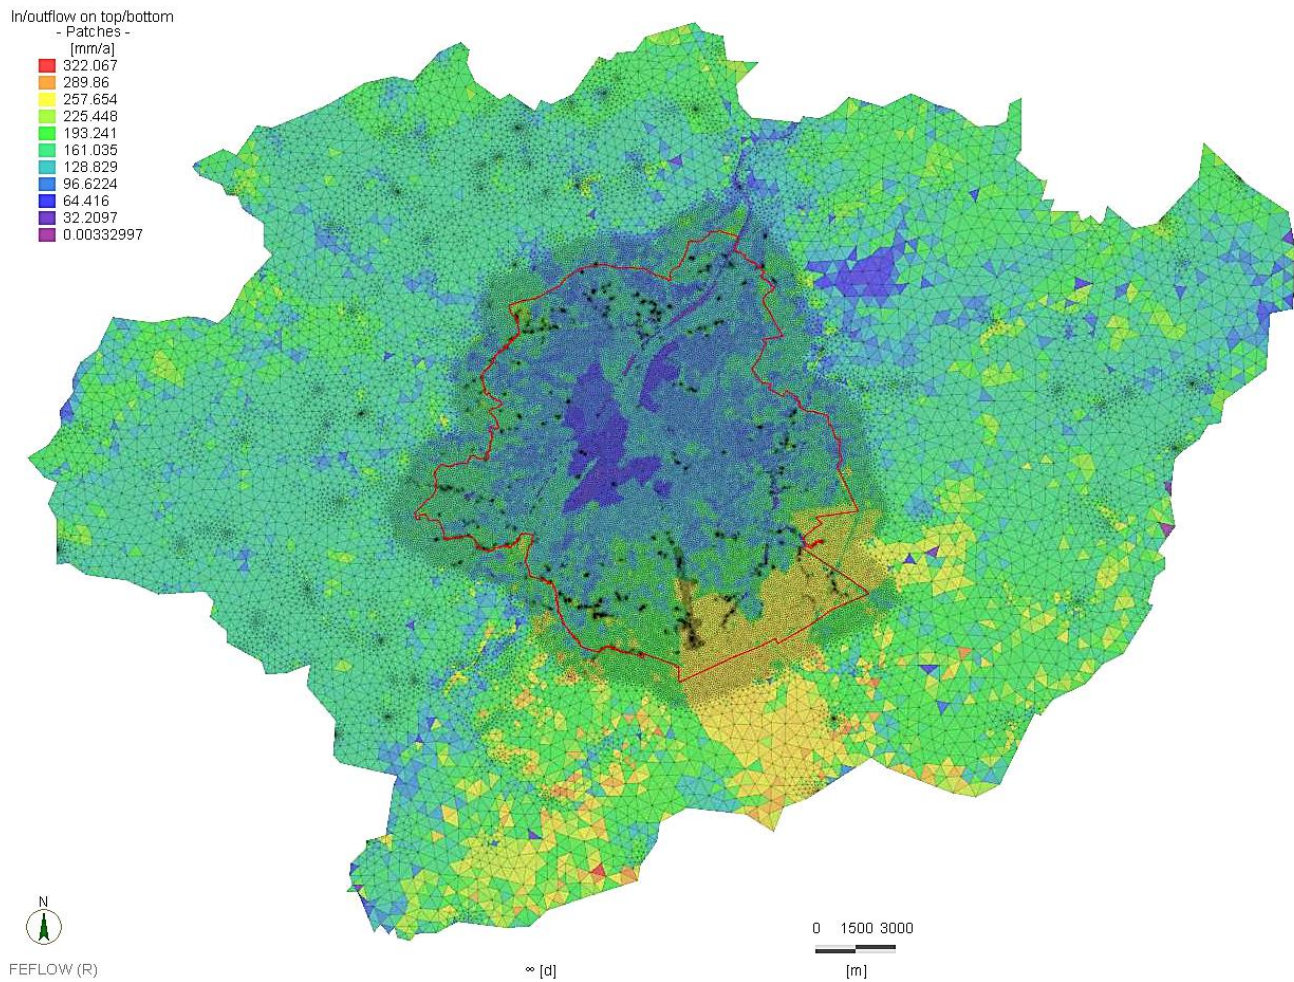 In/outflow on top/bottom
- Patches -
[mm/a]
322.067
289.86
257.654
225.448
193.241
161.035
128.829
96.6224
64.416
32.2097
0.00332997
N
FEFLOW (R)
∞ [d]
0 1500 3000
[m]